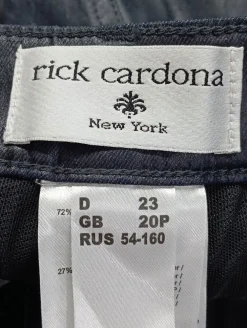 rick cardona
New York
D 23
72% GB 20P
RUS 54-160
27%